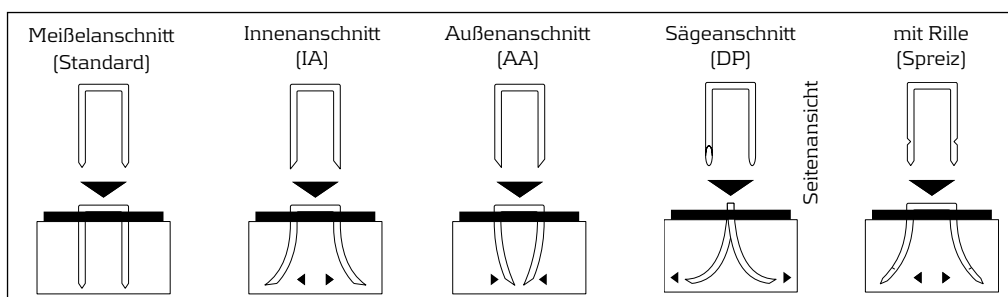 Meißelanschnitt
(Standard)
Innenanschnitt
(IA)
Außenanschnitt
(AA)
Sägeanschnitt
(DP)
Seitenansicht
mit Rille
(Spreiz)